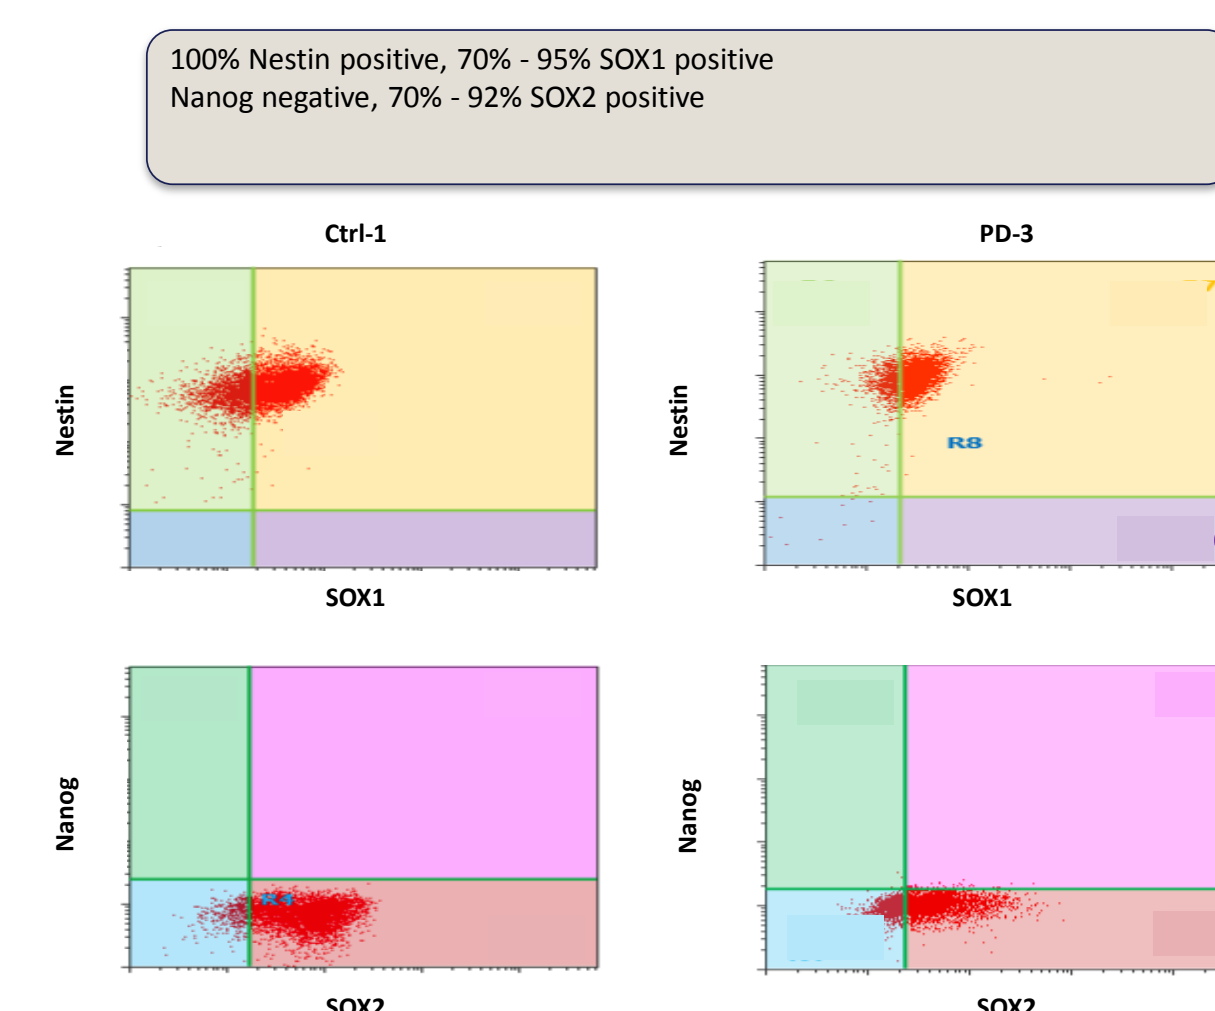 100% Nestin positive, 70% - 95% SOX1 positive
Nanog negative, 70% - 92% SOX2 positive
Ctrl-1
PD-3
Nestin
Nestin
R8
SOX1
SOX1
Nanog
Nanog
R4
SOX2
SOX2